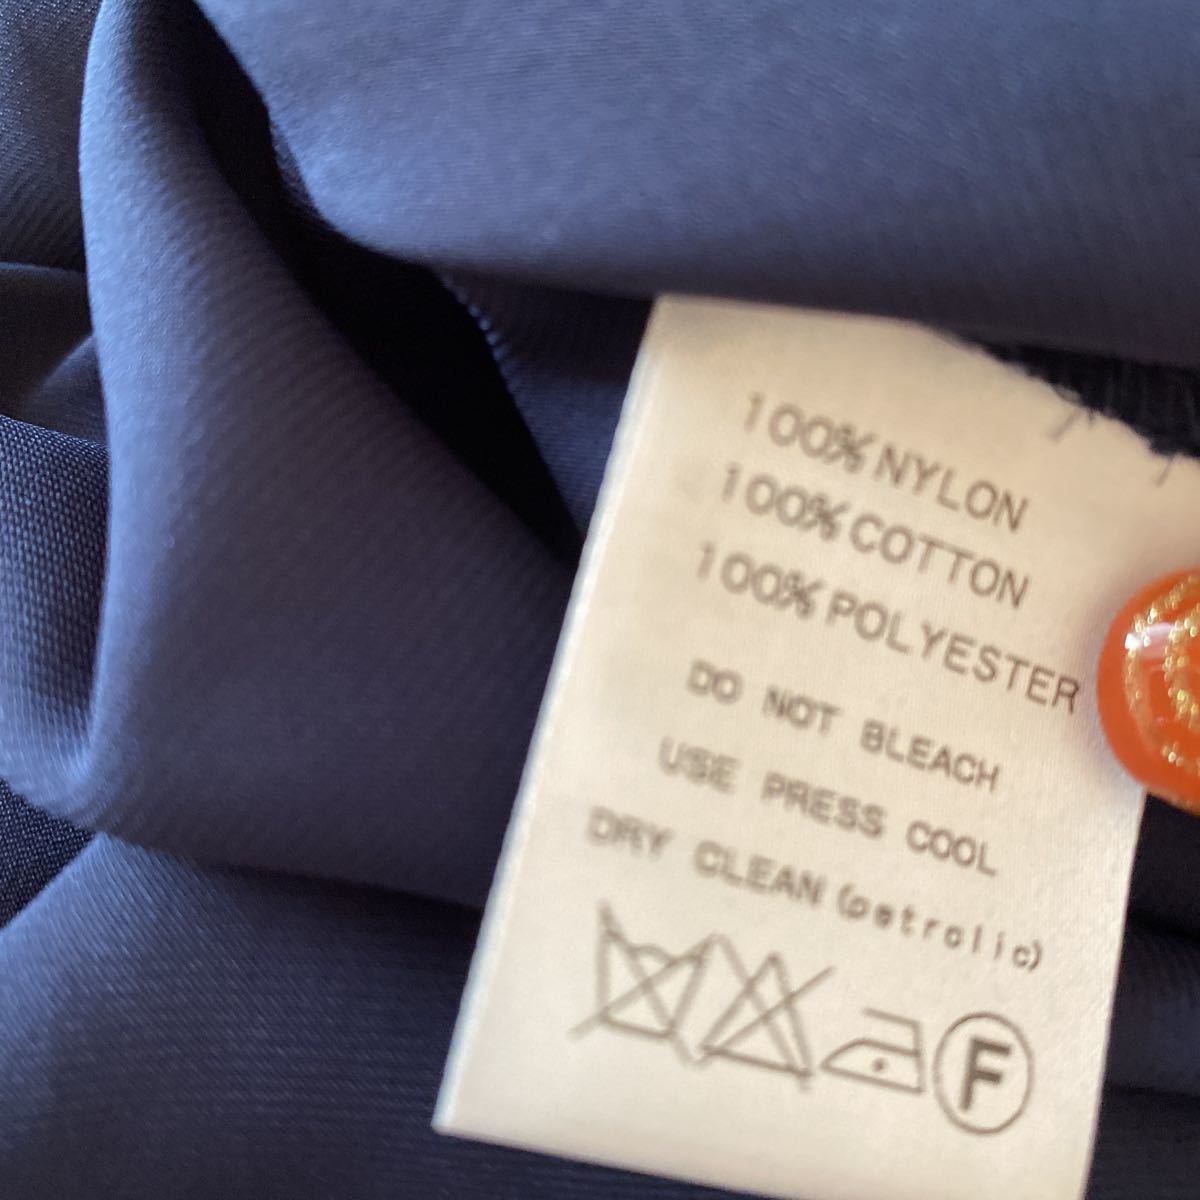 100% NYLON
100% COTTON
100% POLYESTER
DO NOT BLEACH
USE PRESS COOL
DRY CLEAN (petrolic)
F